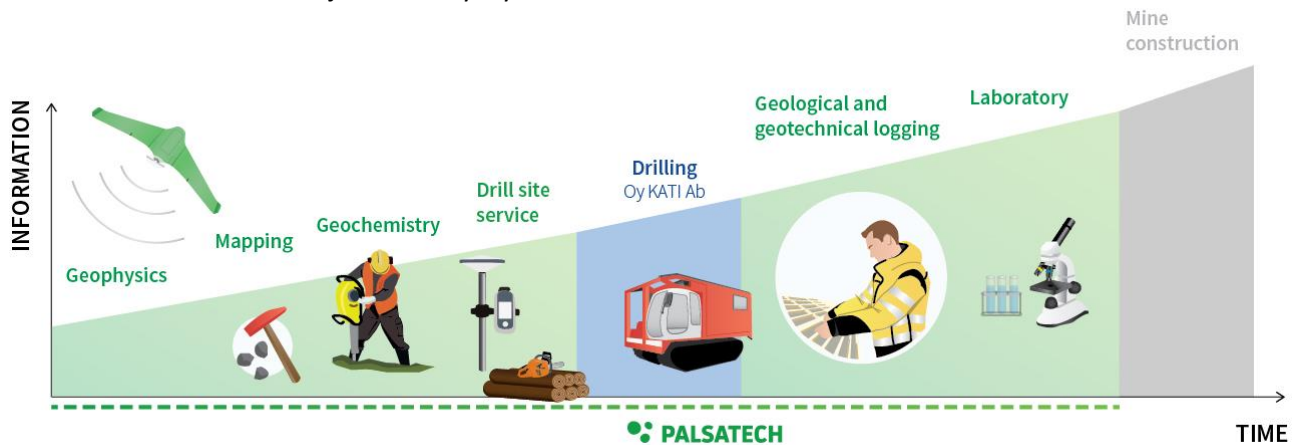 Mine
construction
INFORMATION
Geological and
geotechnical logging
Laboratory
Drilling
Oy KATI Ab
Drill site
service
Geochemistry
Mapping
Geophysics
PALSATECH
TIME